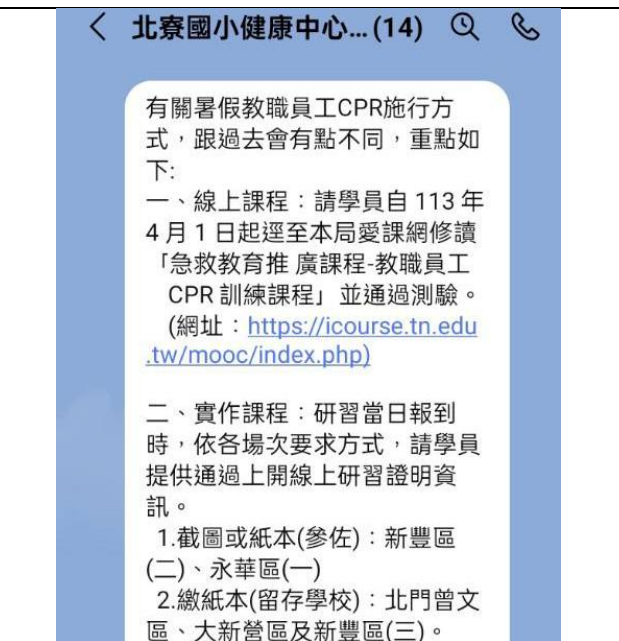 北寮國小健康中心...(14)
有關暑假教職員工CPR施行方
式，跟過去會有點不同，重點如
下:
一、線上課程：請學員自 113 年
4 月 1 日起逕至本局愛課網修讀
「急救教育推 廣課程-教職員工
CPR 訓練課程」並通過測驗。
(網址：https://icourse.tn.edu
.tw/mooc/index.php)
二、實作課程：研習當日報到
時，依各場次要求方式，請學員
提供通過上開線上研習證明資
訊。
1.截圖或紙本(參佐)：新豐區
(二)、永華區(一)
2.繳紙本(留存學校)：北門曾文
區、大新營區及新豐區(三)。